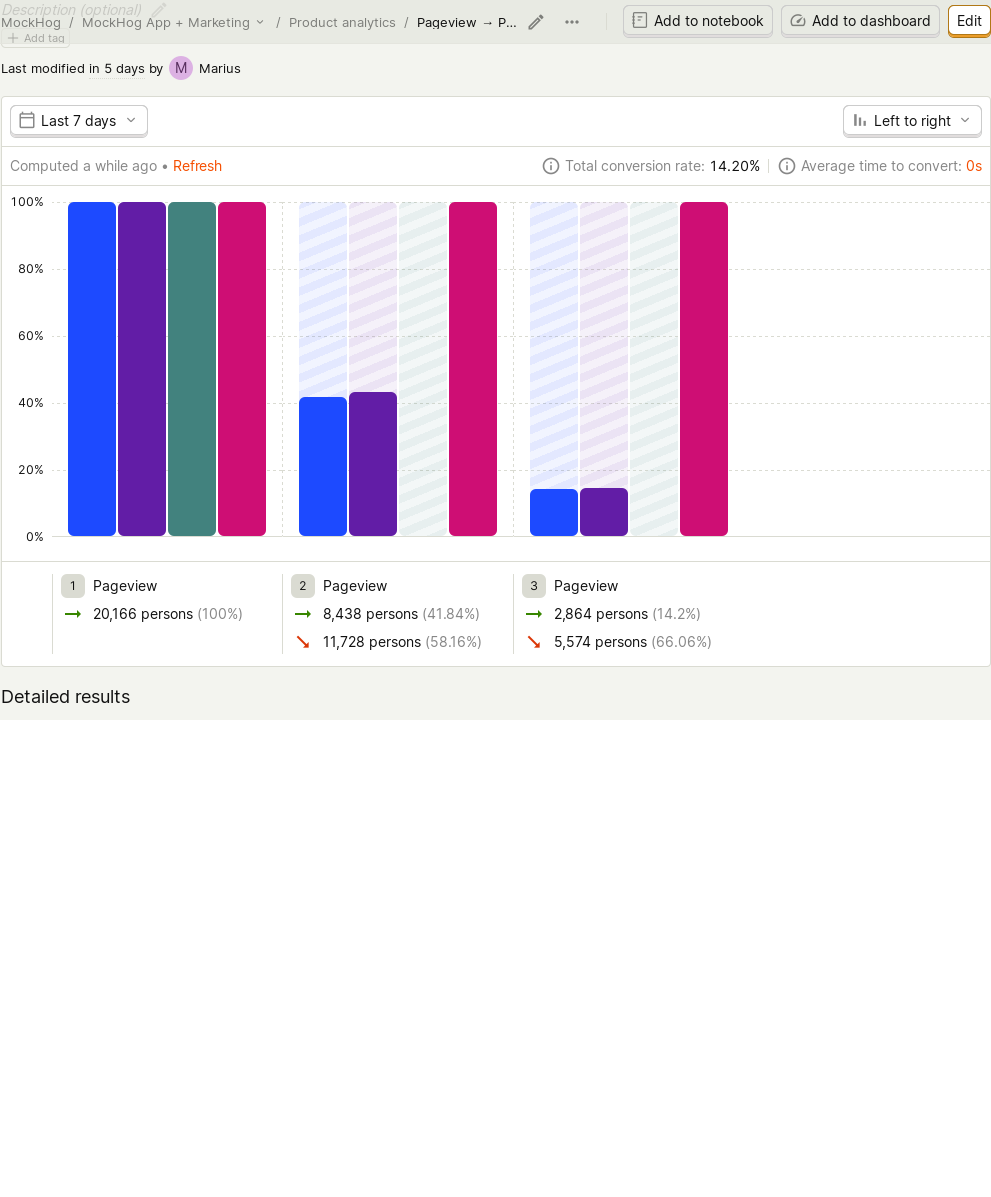 Description (optional)
MockHog / MockHog App + Marketing / Product analytics / Pageview → P...
Add to notebook
Add to dashboard
Edit
Add tag
Last modified in 5 days by M Marius
Last 7 days
Left to right
Computed a while ago • Refresh
Total conversion rate: 14.20%
Average time to convert: 0s
100%
80%
60%
40%
20%
0%
1 Pageview
20,166 persons (100%)
2 Pageview
8,438 persons (41.84%)
11,728 persons (58.16%)
3 Pageview
2,864 persons (14.2%)
5,574 persons (66.06%)
Detailed results